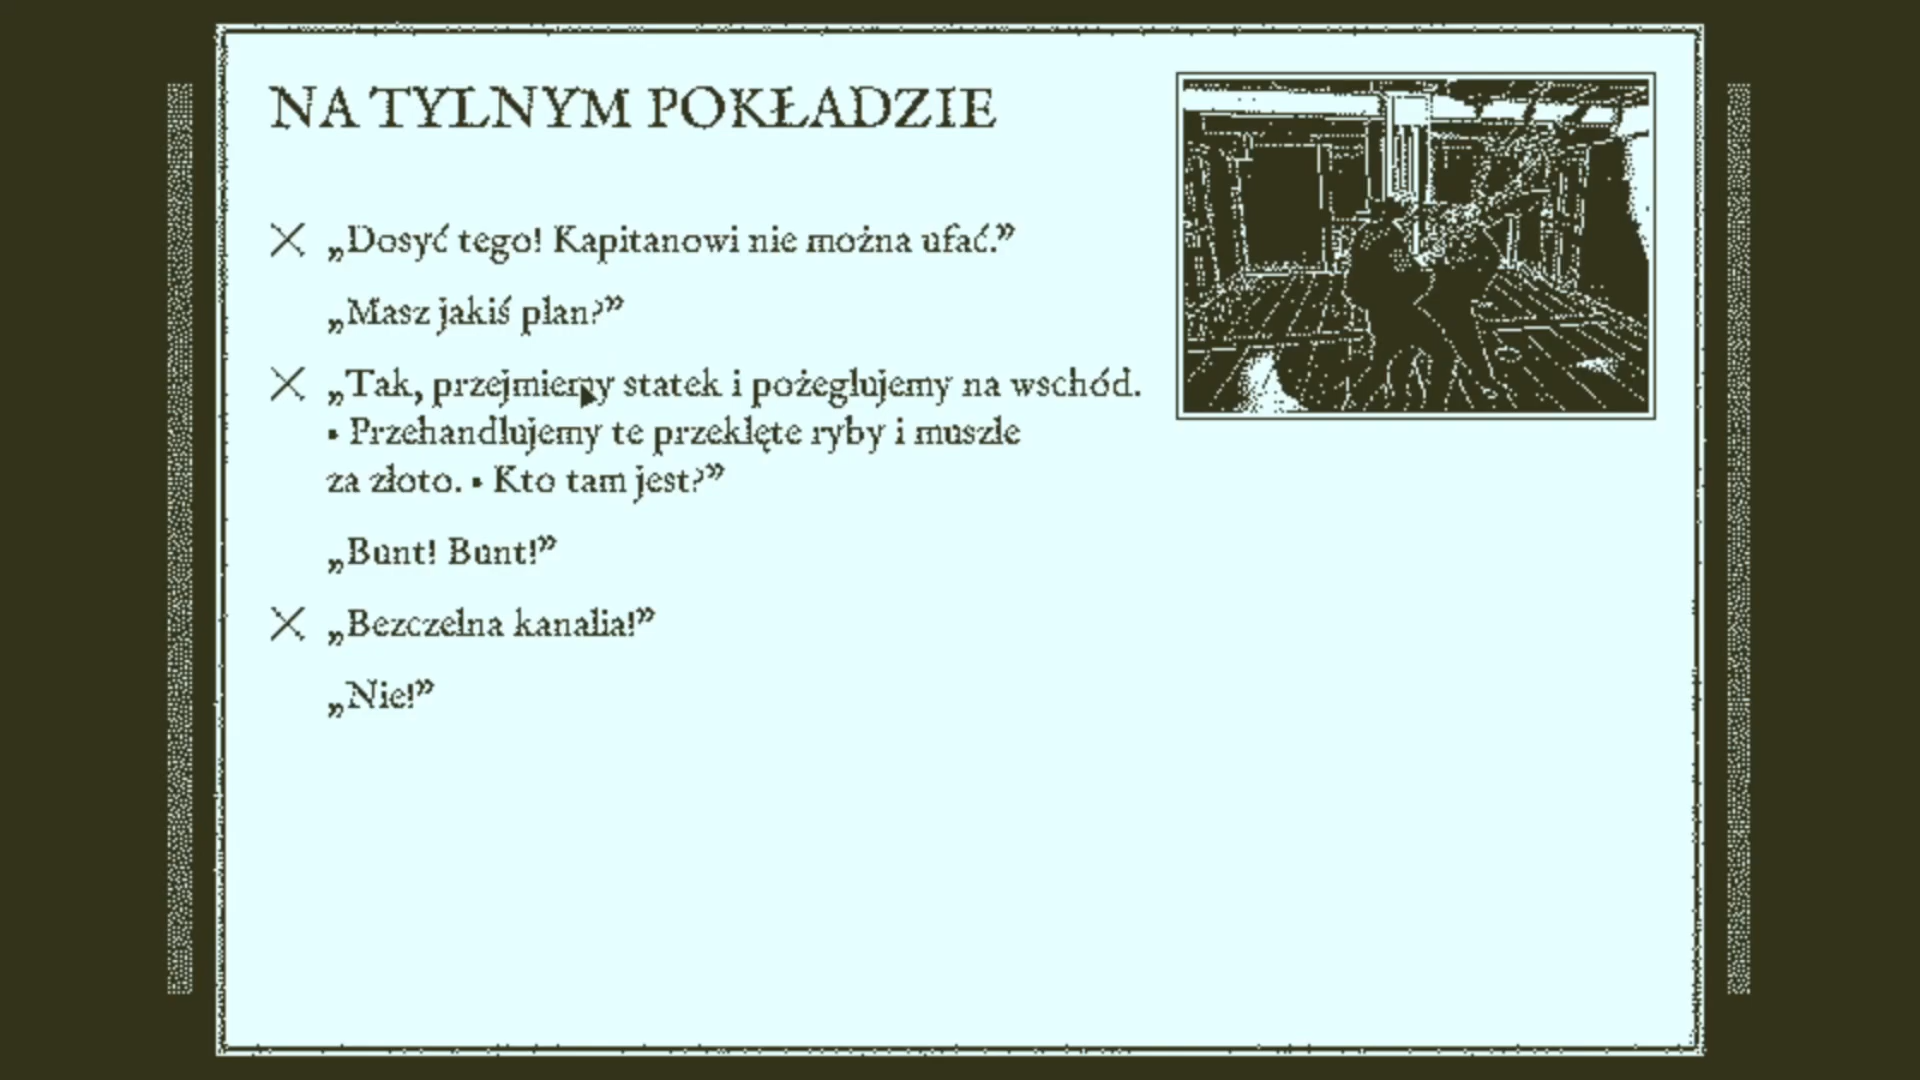 NA TYLNYM POKŁADZIE
„Dosyć tego! Kapitanowi nie można ufać.”
„Masz jakiś plan?”
„Tak, przejmiemy statek i pożeglujemy na wschód.
• Przehandlujemy te przeklęte ryby i muszle
za złoto. • Kto tam jest?”
„Bunt! Bunt!”
„Bezczelna kanalia!”
„Nie!”